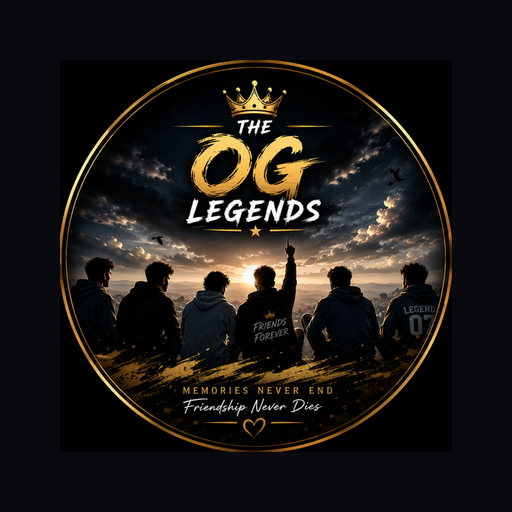 THE
OG
LEGENDS
FRIENDS
FOREVER
LEGEND
07
MEMORIES NEVER END
Friendship Never Dies